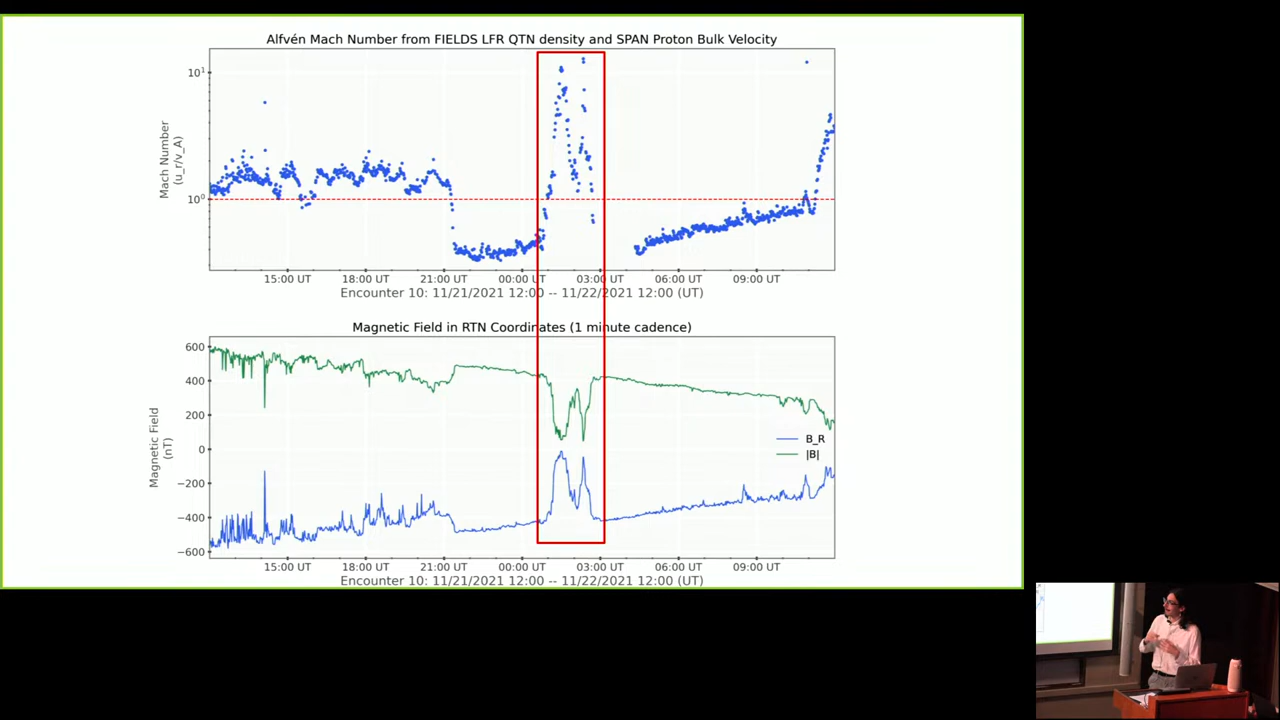 Alfvén Mach Number from FIELDS LFR QTN density and SPAN Proton Bulk Velocity
Mach Number
(u_r/v_A)
10¹
10⁰
15:00 UT 18:00 UT 21:00 UT 00:00 UT 03:00 UT 06:00 UT 09:00 UT
Encounter 10: 11/21/2021 12:00 -- 11/22/2021 12:00 (UT)
Magnetic Field in RTN Coordinates (1 minute cadence)
Magnetic Field
(nT)
600
400
200
0
−200
−400
−600
B_R
|B|
15:00 UT 18:00 UT 21:00 UT 00:00 UT 03:00 UT 06:00 UT 09:00 UT
Encounter 10: 11/21/2021 12:00 -- 11/22/2021 12:00 (UT)